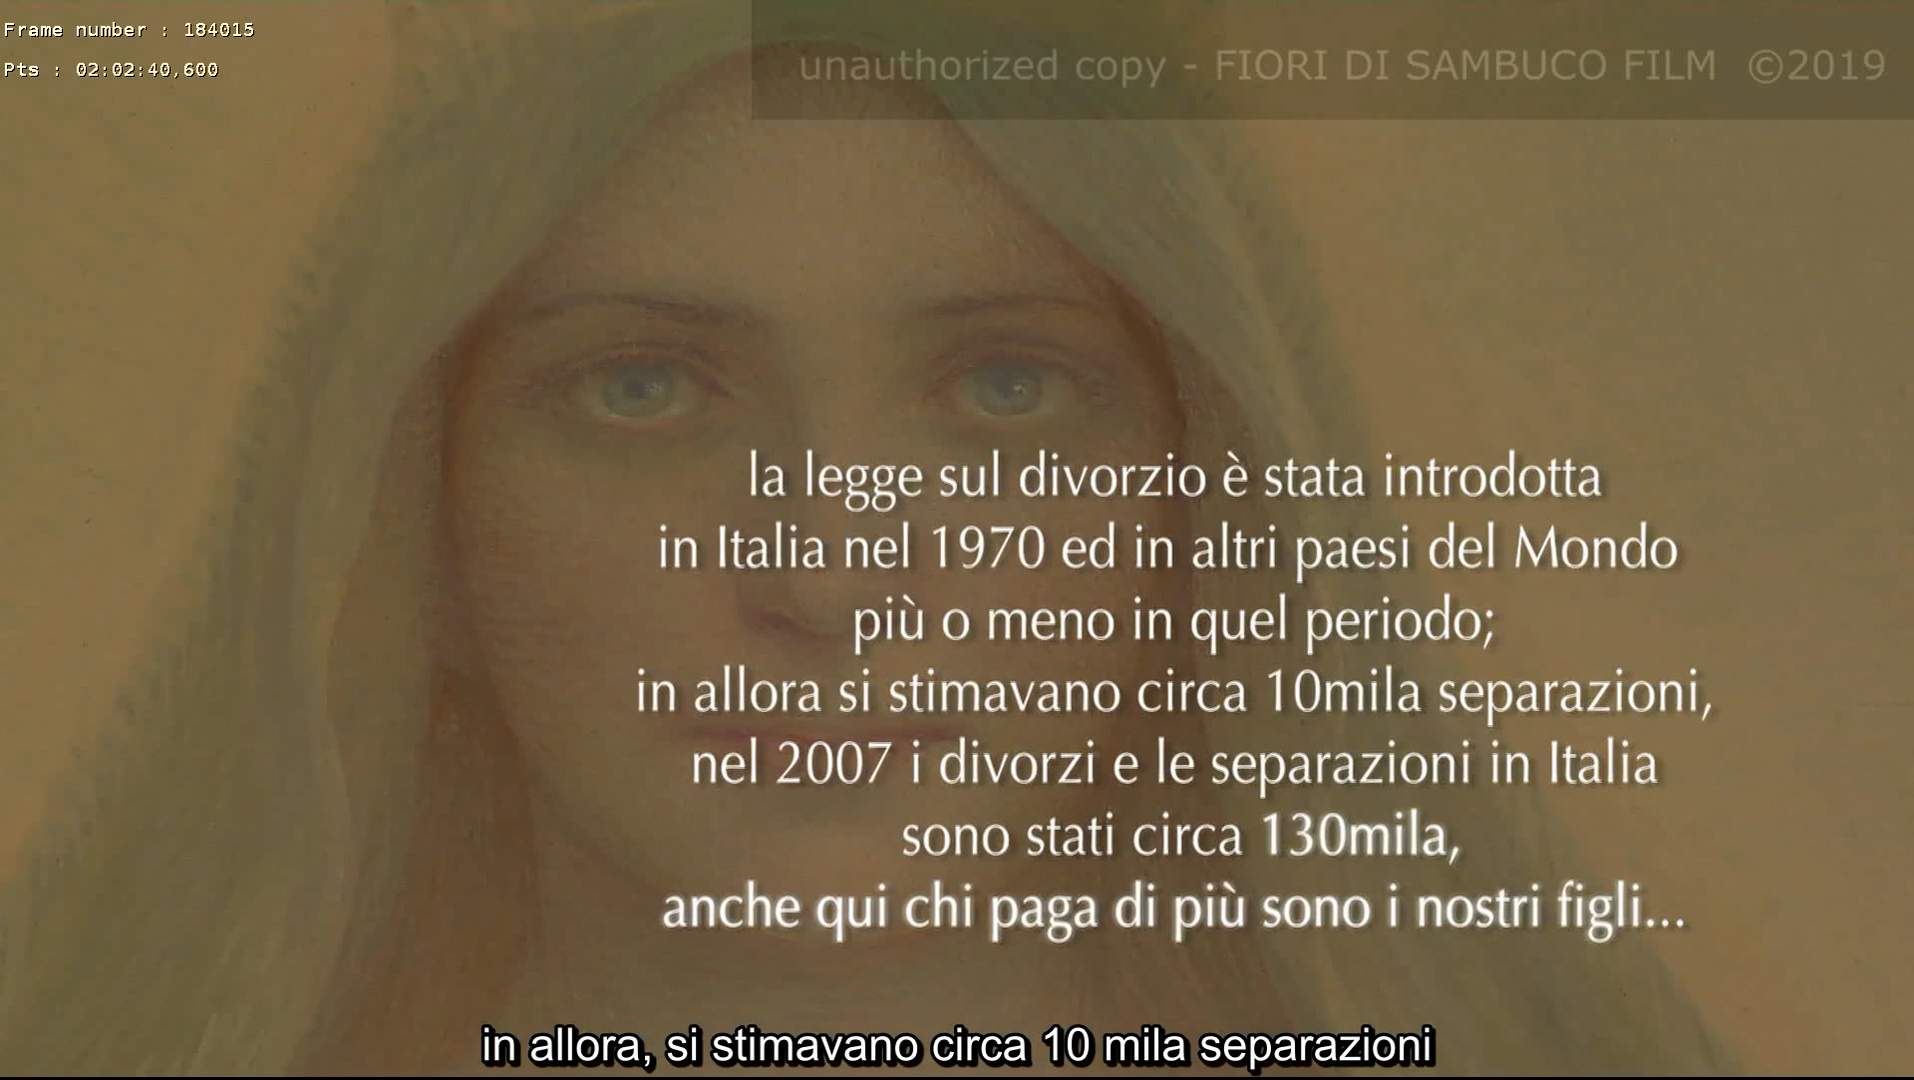 Frame number : 184015
Pts : 02:02:40,600
unauthorized copy - FIORI DI SAMBUCO FILM ©2019
la legge sul divorzio è stata introdotta
in Italia nel 1970 ed in altri paesi del Mondo
più o meno in quel periodo;
in allora si stimavano circa 10mila separazioni,
nel 2007 i divorzi e le separazioni in Italia
sono stati circa 130mila,
anche qui chi paga di più sono i nostri figli...
in allora, si stimavano circa 10 mila separazioni